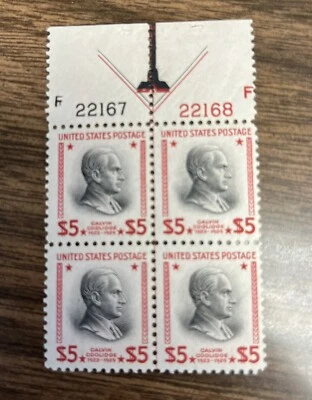 F 22167 22168 F
UNITED STATES POSTAGE UNITED STATES POSTAGE
$5 CALVIN $5 $5 CALVIN $5
COOLIDGE COOLIDGE
1923-1929 1923-1929
UNITED STATES POSTAGE UNITED STATES POSTAGE
$5 CALVIN $5 $5 CALVIN $5
COOLIDGE COOLIDGE
1923-1929 1923-1929